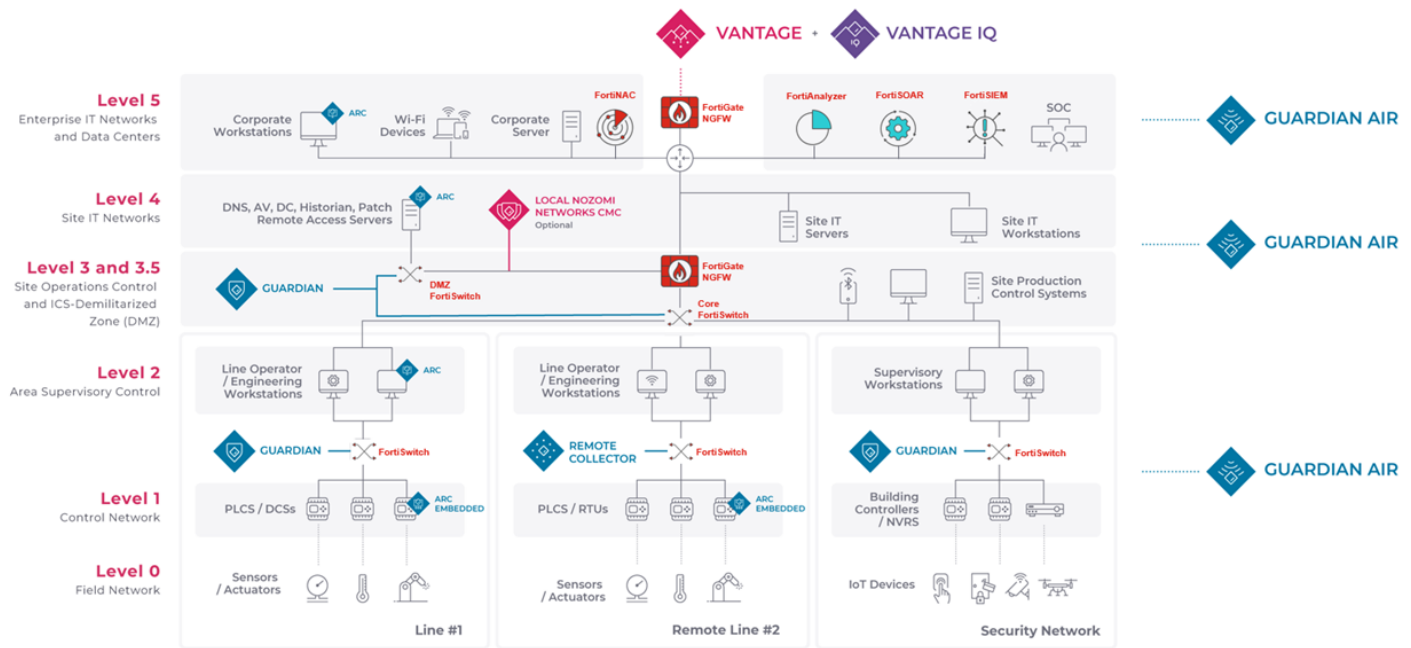 VANTAGE + VANTAGE IQ
IQ
Level 5
Enterprise IT Networks
and Data Centers
Corporate
Workstations
ARC
Wi-Fi
Devices
Corporate
Server
FortiNAC
FortiGate
NGFW
FortiAnalyzer
FortiSOAR
FortiSIEM
SOC
GUARDIAN AIR
Level 4
Site IT Networks
DNS, AV, DC, Historian, Patch
Remote Access Servers
ARC
LOCAL NOZOMI
NETWORKS CMC
Optional
Site IT
Servers
Site IT
Workstations
GUARDIAN AIR
Level 3 and 3.5
Site Operations Control
and ICS-Demilitarized
Zone (DMZ)
GUARDIAN
DMZ
FortiSwitch
FortiGate
NGFW
Core
FortiSwitch
Site Production
Control Systems
Level 2
Area Supervisory Control
Line Operator
/ Engineering
Workstations
ARC
Line Operator
/ Engineering
Workstations
Supervisory
Workstations
GUARDIAN
FortiSwitch
REMOTE
COLLECTOR
FortiSwitch
GUARDIAN
FortiSwitch
GUARDIAN AIR
Level 1
Control Network
PLCS / DCSs
ARC
EMBEDDED
PLCS / RTUs
ARC
EMBEDDED
Building
Controllers
/ NVRS
Level 0
Field Network
Sensors
/ Actuators
Sensors
/ Actuators
IoT Devices
Line #1
Remote Line #2
Security Network